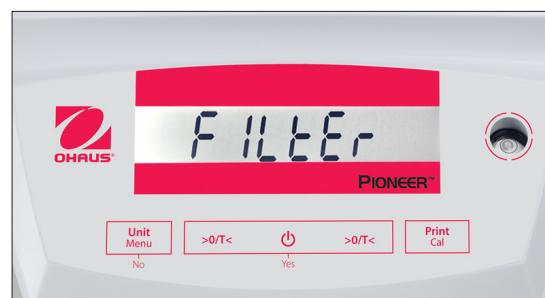 FILtEr
OHAUS®
PIONEER™
Unit
Menu
No
>0/T<
Yes
>0/T<
Print
Cal